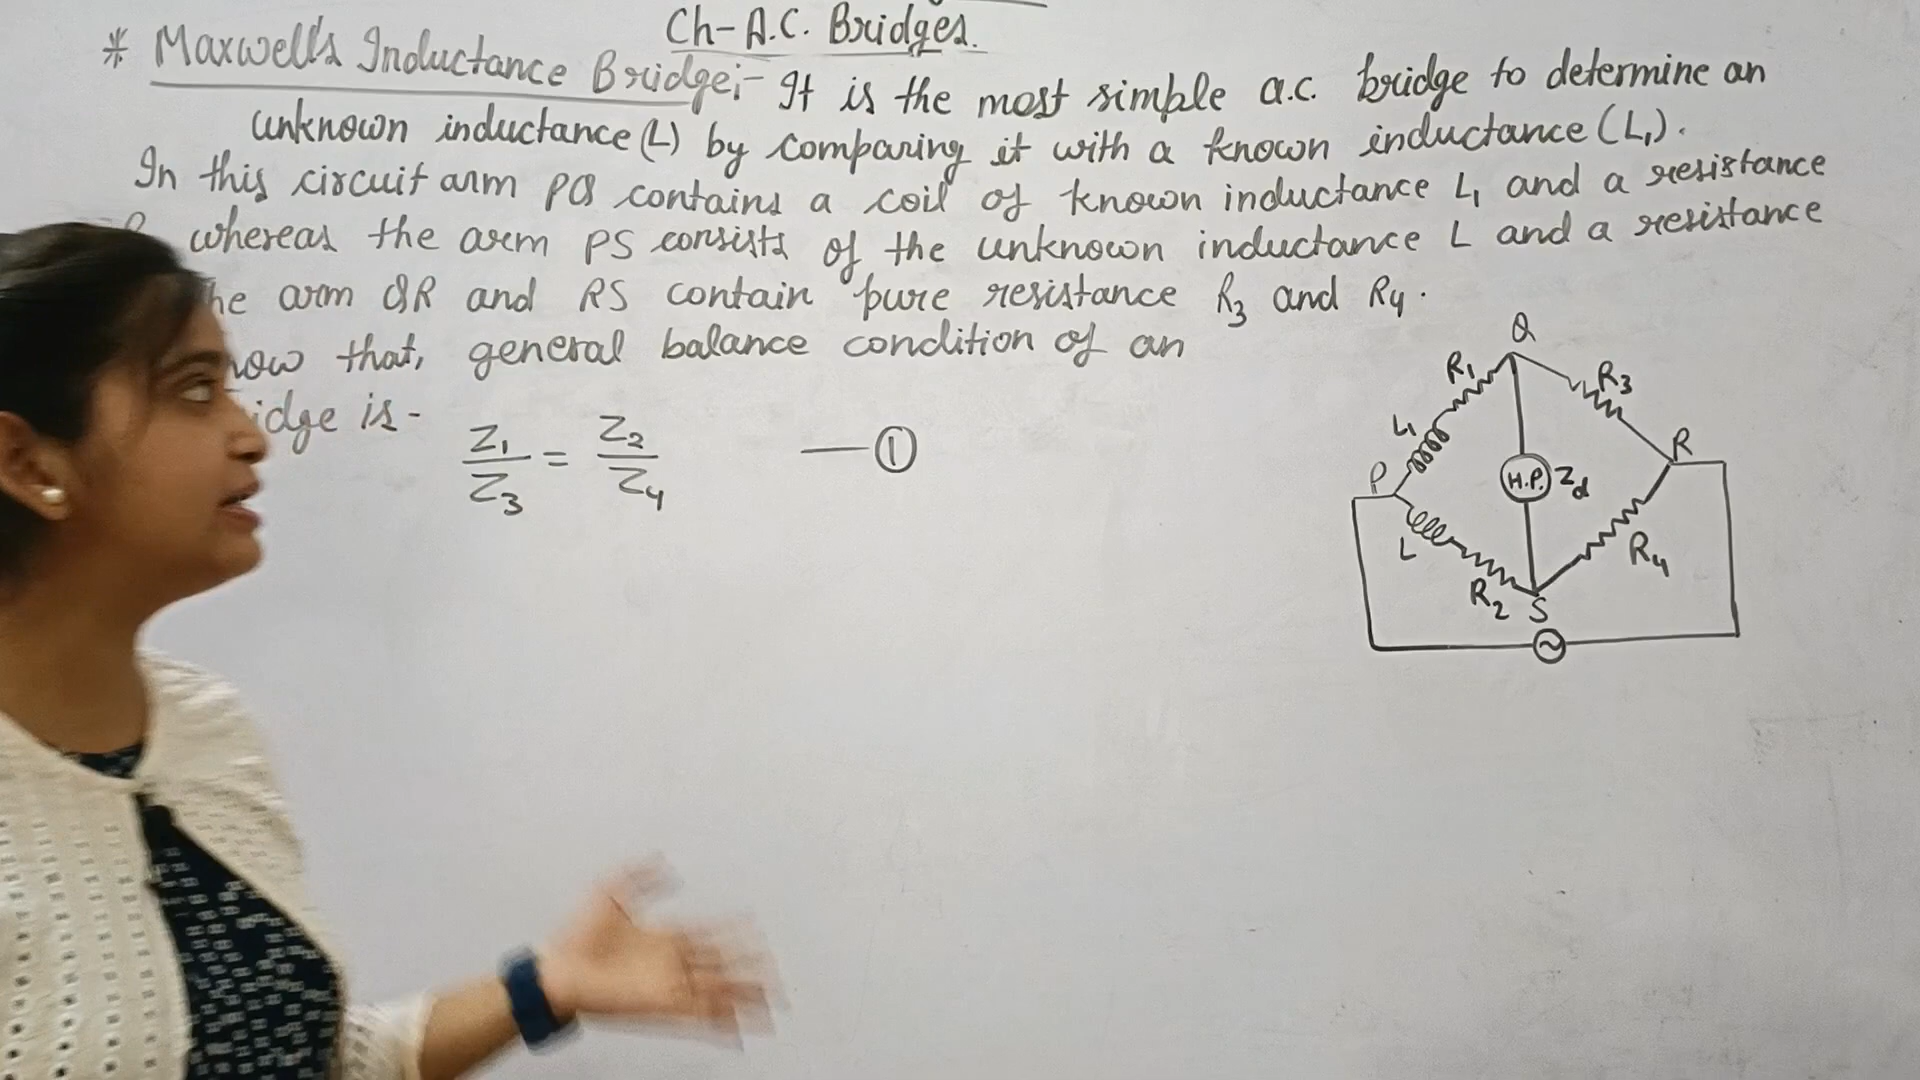 Ch- A.C. Bridges.
* Maxwell's Inductance Bridge:- It is the most simple a.c. bridge to determine an
unknown inductance (L) by comparing it with a known inductance (L₁).
In this circuit arm PQ contains a coil of known inductance L₁ and a resistance
whereas the arm PS consists of the unknown inductance L and a resistance
he arm QR and RS contain pure resistance R₃ and R₄.
now that, general balance condition of an
idge is -
Z₁/Z₃ = Z₂/Z₄ —①
Q
R₁
R₃
L₁
R
P
H.P.
Zd
L
R₄
R₂
S
~